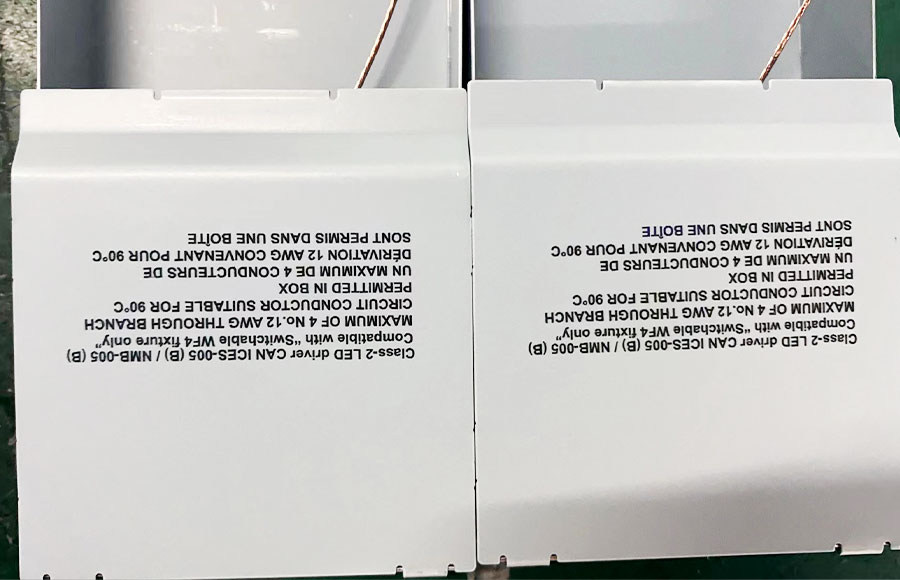 Class-2 LED driver CAN ICES-005 (B) / NMB-005 (B)
Compatible with "Switchable WF4 fixture only"
MAXIMUM OF 4 No.12 AWG THROUGH BRANCH
CIRCUIT CONDUCTOR SUITABLE FOR 90°C
PERMITTED IN BOX
UN MAXIMUM DE 4 CONDUCTEURS DE
DÉRIVATION 12 AWG CONVENANT POUR 90°C
SONT PERMIS DANS UNE BOÎTE
Class-2 LED driver CAN ICES-005 (B) / NMB-005 (B)
Compatible with "Switchable WF4 fixture only"
MAXIMUM OF 4 No.12 AWG THROUGH BRANCH
CIRCUIT CONDUCTOR SUITABLE FOR 90°C
PERMITTED IN BOX
UN MAXIMUM DE 4 CONDUCTEURS DE
DÉRIVATION 12 AWG CONVENANT POUR 90°C
SONT PERMIS DANS UNE BOÎTE